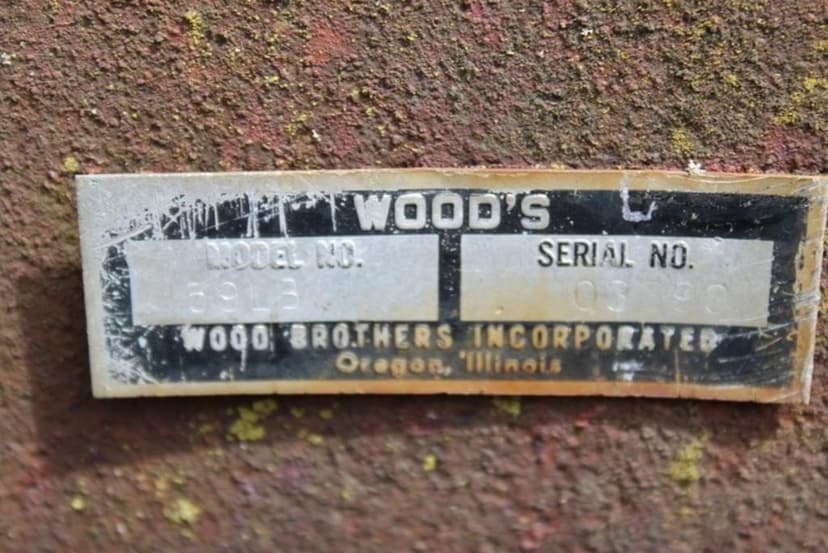 WOOD'S
MODEL NO. SERIAL NO.
WOOD BROTHERS INCORPORATED
Oregon, Illinois